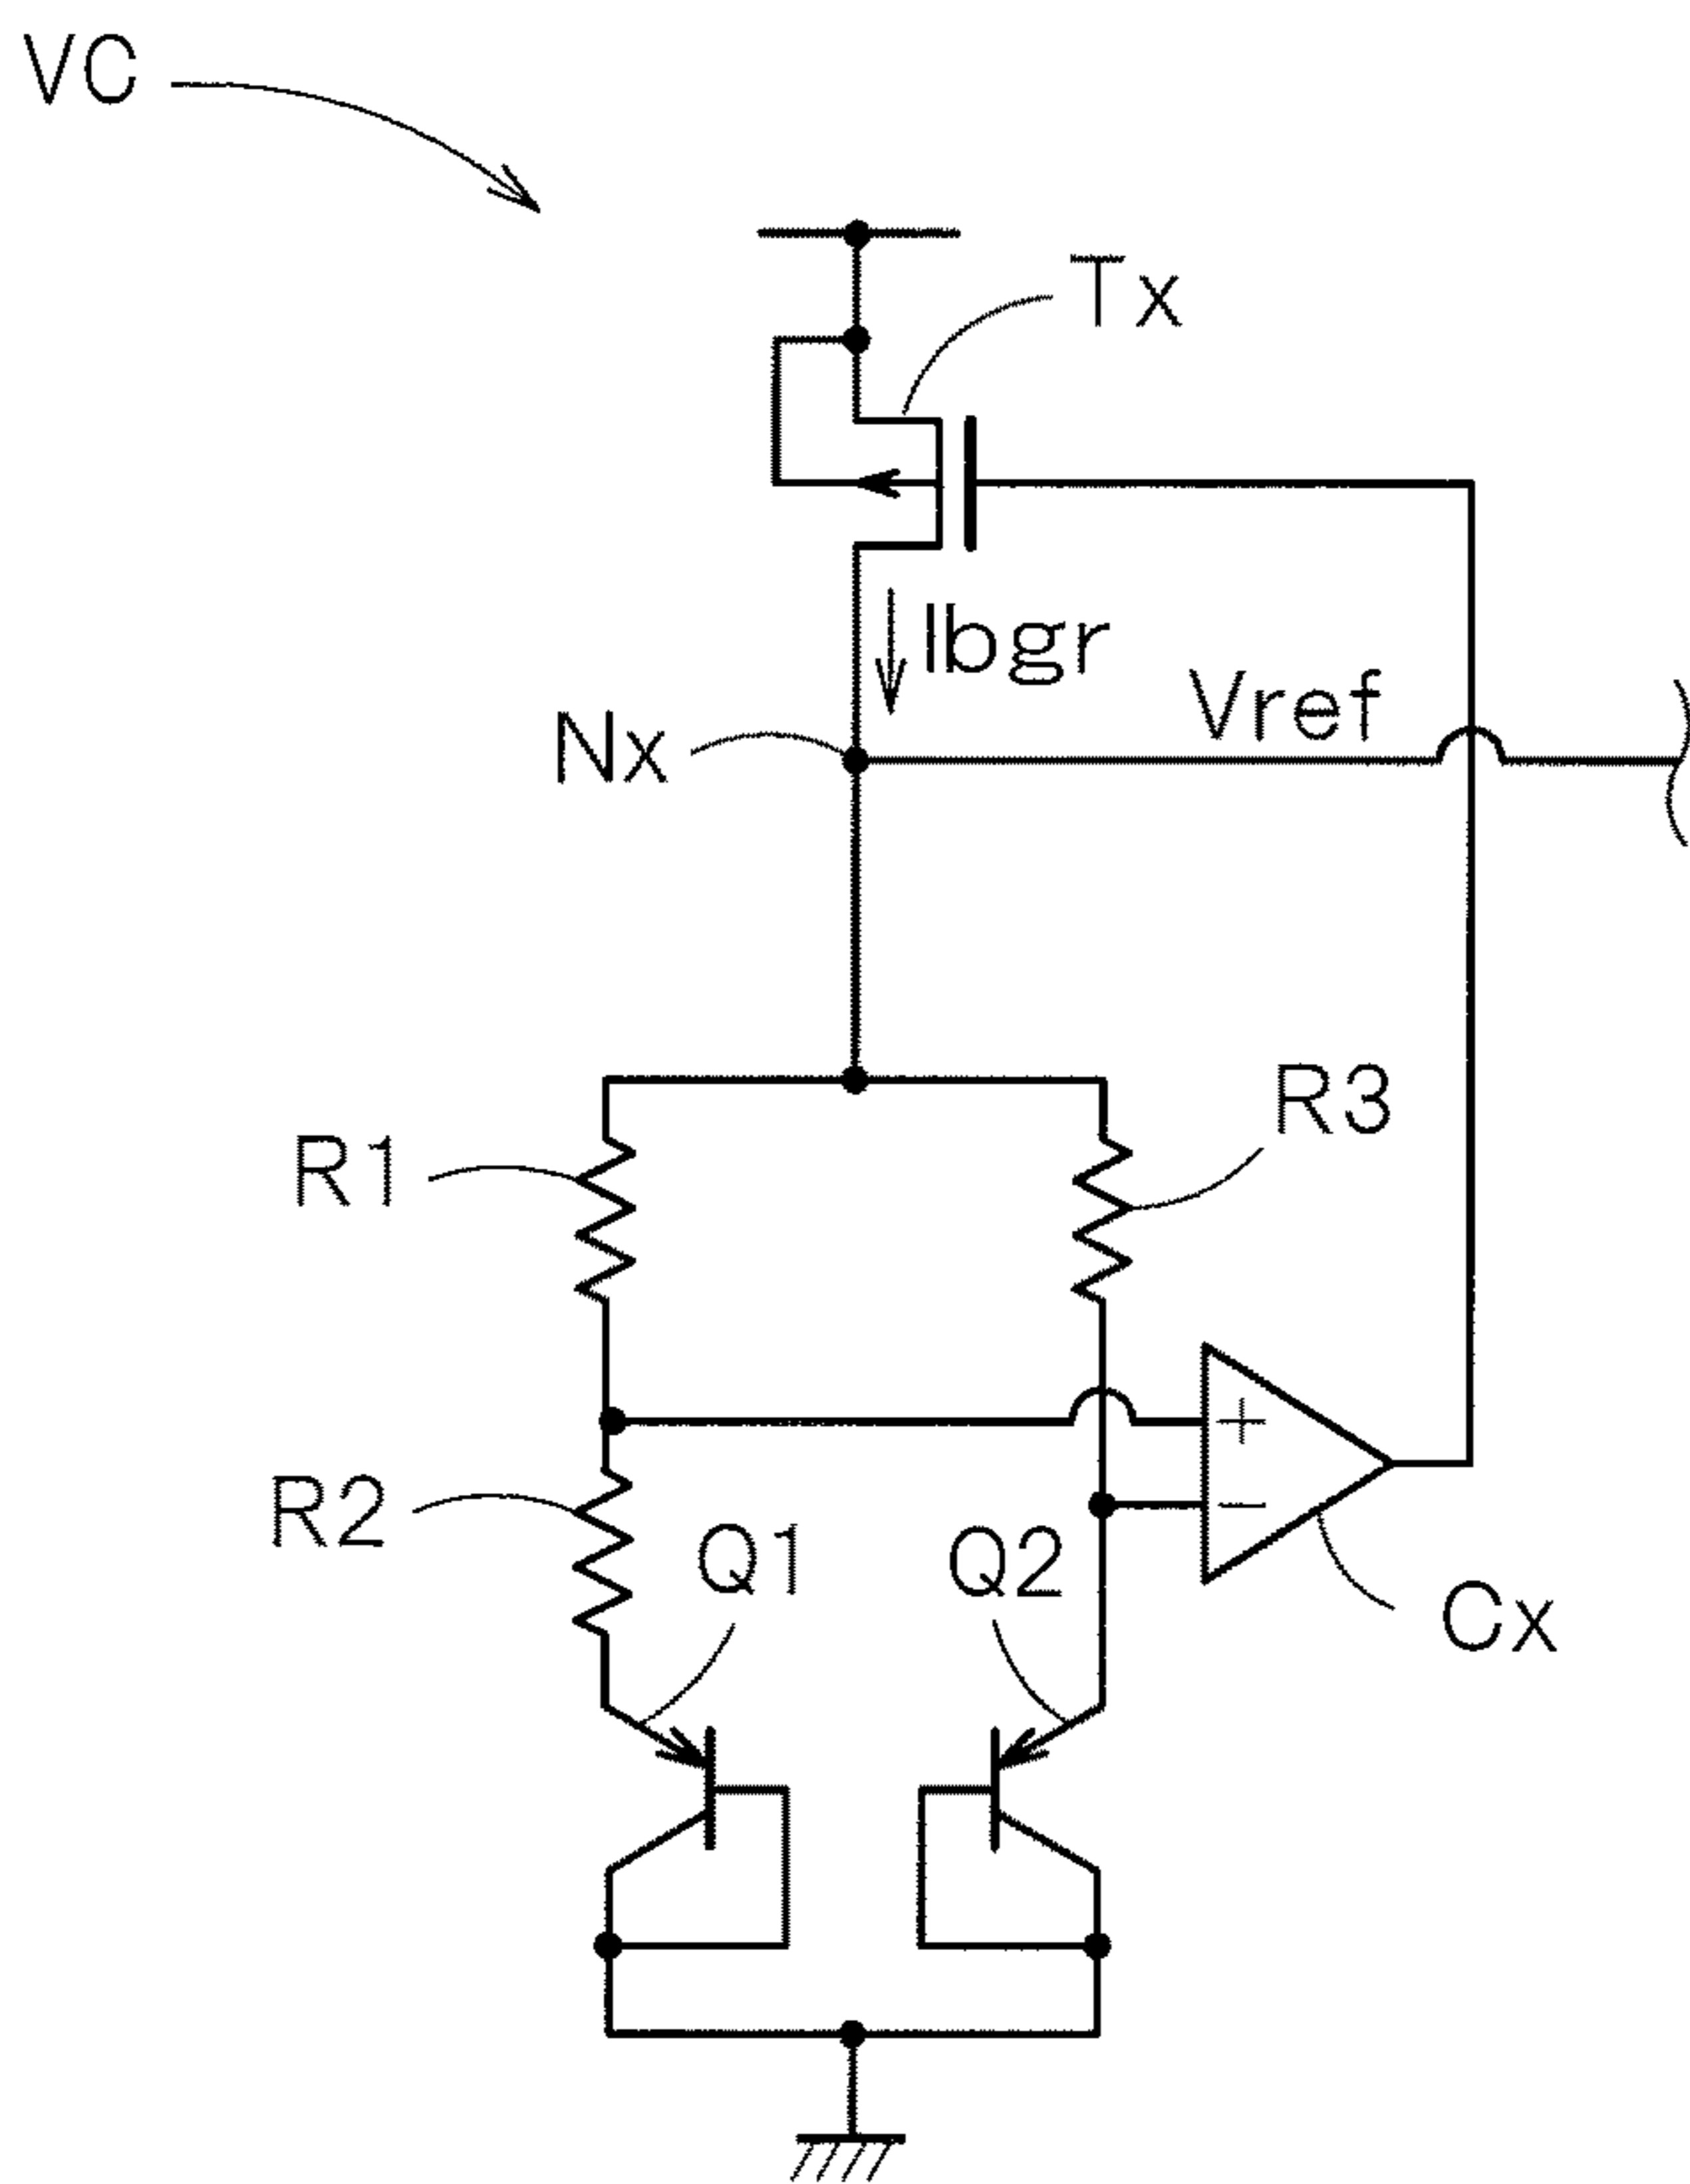 VC
Tx
Ibgr
Vref
Nx
R3
R1
+
R2
Q1
Q2
−
Cx